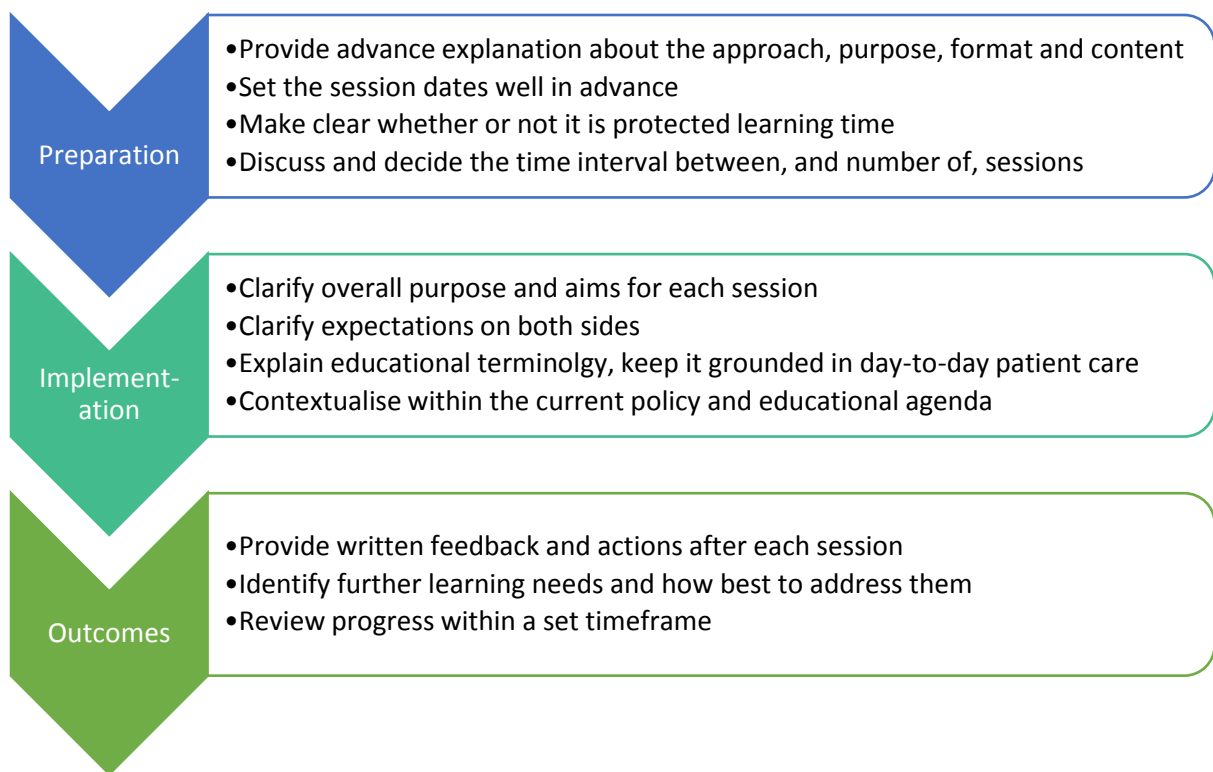 Preparation
•Provide advance explanation about the approach, purpose, format and content
•Set the session dates well in advance
•Make clear whether or not it is protected learning time
•Discuss and decide the time interval between, and number of, sessions
Implement-
ation
•Clarify overall purpose and aims for each session
•Clarify expectations on both sides
•Explain educational terminolgy, keep it grounded in day-to-day patient care
•Contextualise within the current policy and educational agenda
Outcomes
•Provide written feedback and actions after each session
•Identify further learning needs and how best to address them
•Review progress within a set timeframe